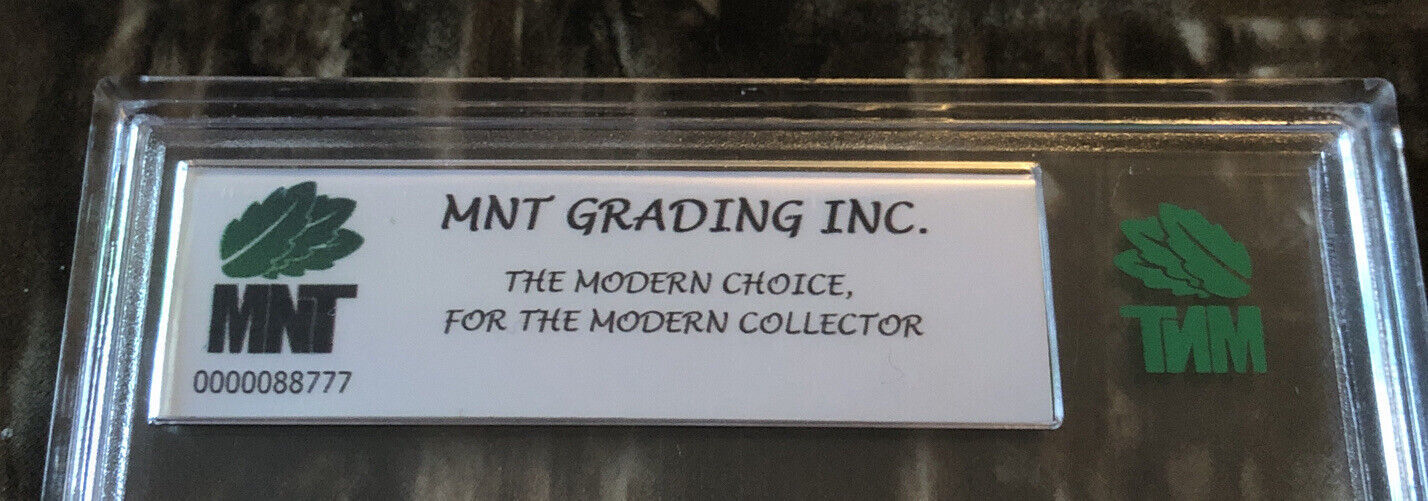 MNT GRADING INC.
THE MODERN CHOICE,
FOR THE MODERN COLLECTOR
MNT
0000088777
MNT